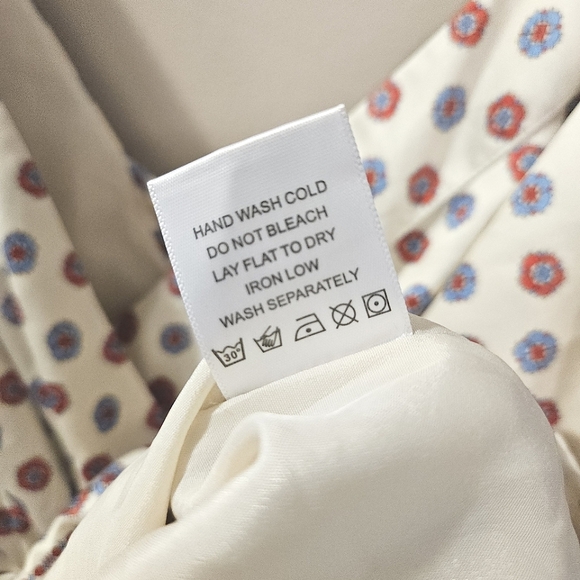 HAND WASH COLD
DO NOT BLEACH
LAY FLAT TO DRY
IRON LOW
WASH SEPARATELY
30°